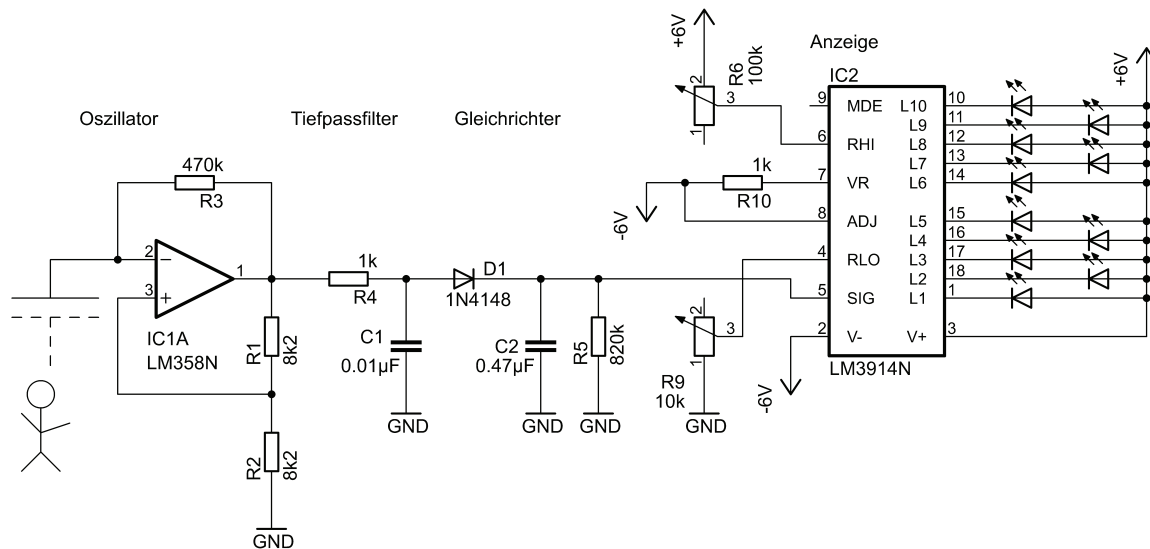 Oszillator
Tiefpassfilter
Gleichrichter
Anzeige
470k
R3
2
3
1
IC1A
LM358N
R1
8k2
R2
8k2
GND
1k
R4
C1
0.01µF
GND
D1
1N4148
C2
0.47µF
GND
R5
820k
GND
+6V
2
1
3
R6
100k
-6V
1k
R10
2
1
3
R9
10k
GND
-6V
IC2
9 MDE L10 10
L9 11
6 RHI L8 12
L7 13
7 VR L6 14
8 ADJ L5 15
L4 16
4 RLO L3 17
L2 18
5 SIG L1 1
2 V- V+ 3
LM3914N
+6V